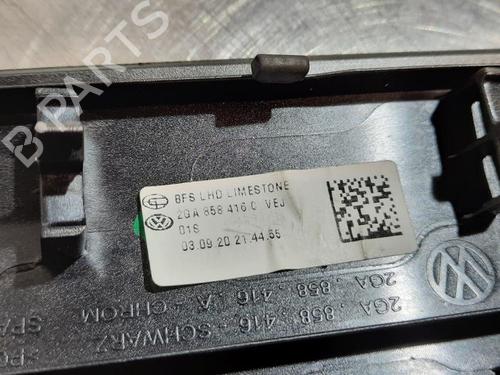 B-PARTS
BFS LHD LIMESTONE
2GA 858 416 C VEJ
01S
03.09.20 21.44.55
2GA . 858 . 416 . A - CHROM
2GA . 858 . 416 - SCHWARZ